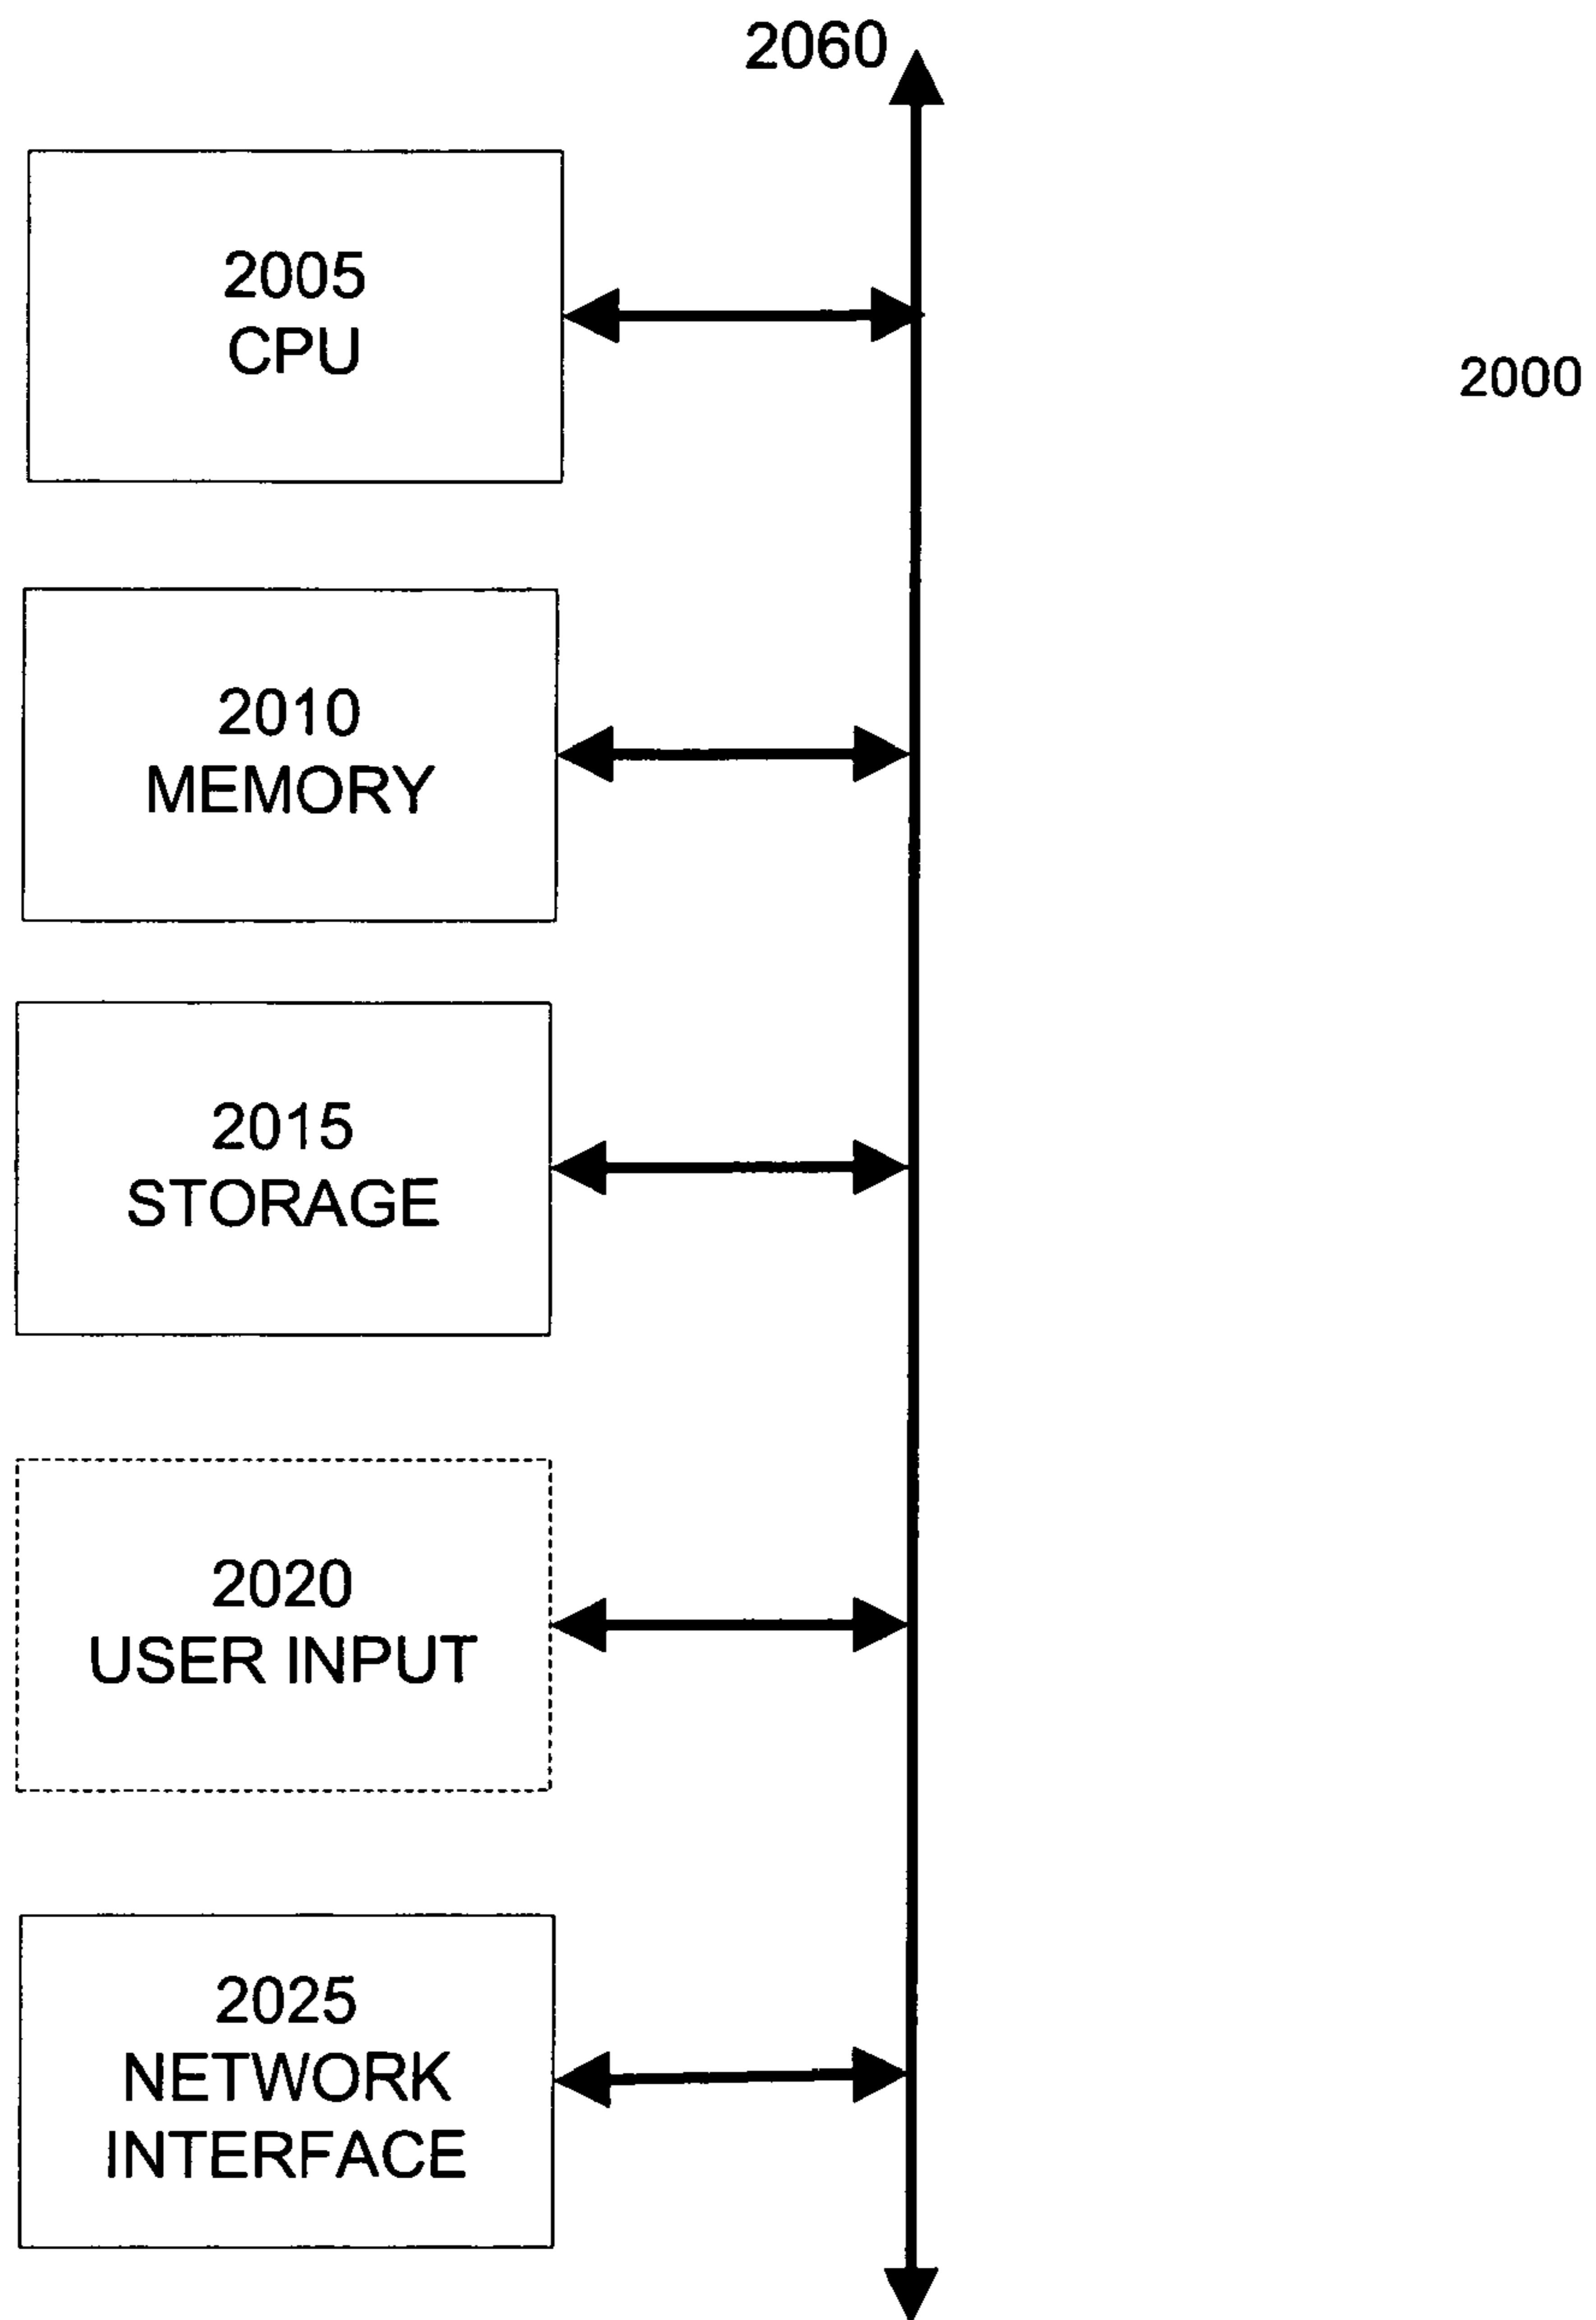 2060
2005
CPU
2000
2010
MEMORY
2015
STORAGE
2020
USER INPUT
2025
NETWORK
INTERFACE